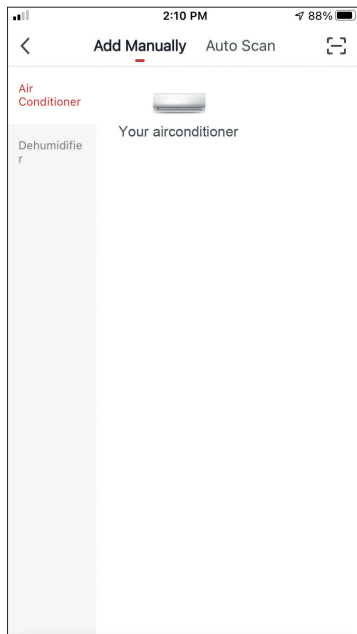 2:10 PM
88%
Add Manually
Auto Scan
Air
Conditioner
Your airconditioner
Dehumidifie
r